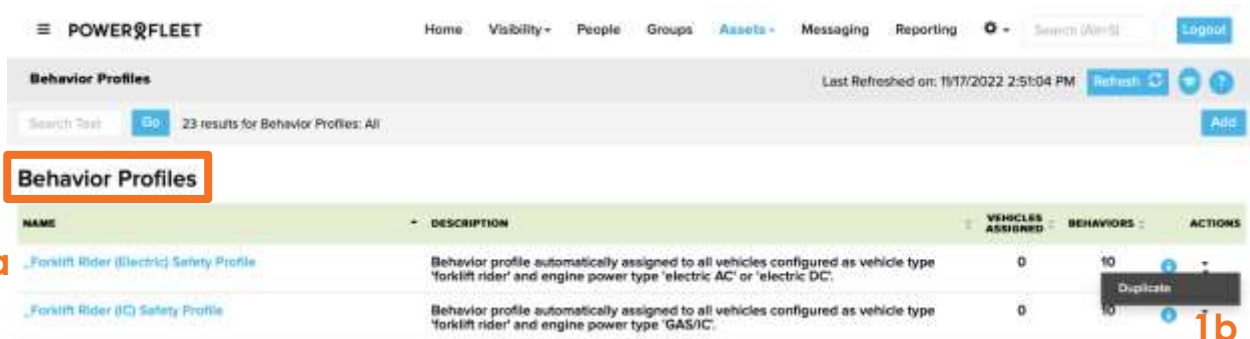 POWERFLEET Home Visibility People Groups Assets Messaging Reporting Search (Alt+S) Logout
Behavior Profiles Last Refreshed on: 11/17/2022 2:51:04 PM Refresh ?
Search Text Go 23 results for Behavior Profiles: All Add
Behavior Profiles
NAME DESCRIPTION VEHICLES ASSIGNED BEHAVIORS ACTIONS
_Forklift Rider (Electric) Safety Profile Behavior profile automatically assigned to all vehicles configured as vehicle type 0 10
'forklift rider' and engine power type 'electric AC' or 'electric DC'.
Duplicate
_Forklift Rider (IC) Safety Profile Behavior profile automatically assigned to all vehicles configured as vehicle type 0 10
'forklift rider' and engine power type 'GAS/IC'.
1b